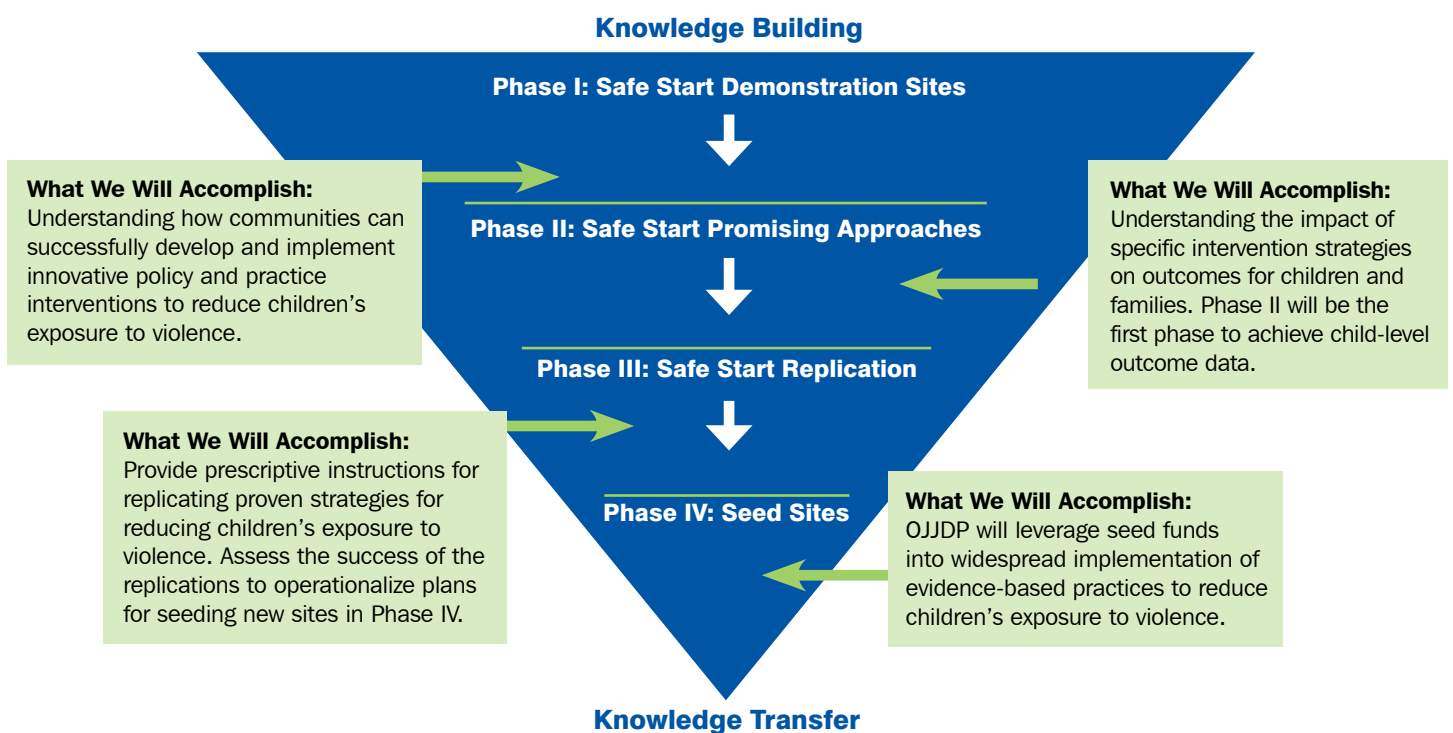 Knowledge Building
Phase I: Safe Start Demonstration Sites
What We Will Accomplish:
Understanding how communities can
successfully develop and implement
innovative policy and practice
interventions to reduce children’s
exposure to violence.
Phase II: Safe Start Promising Approaches
What We Will Accomplish:
Understanding the impact of
specific intervention strategies
on outcomes for children and
families. Phase II will be the
first phase to achieve child-level
outcome data.
Phase III: Safe Start Replication
What We Will Accomplish:
Provide prescriptive instructions for
replicating proven strategies for
reducing children’s exposure to
violence. Assess the success of the
replications to operationalize plans
for seeding new sites in Phase IV.
Phase IV: Seed Sites
What We Will Accomplish:
OJJDP will leverage seed funds
into widespread implementation of
evidence-based practices to reduce
children’s exposure to violence.
Knowledge Transfer